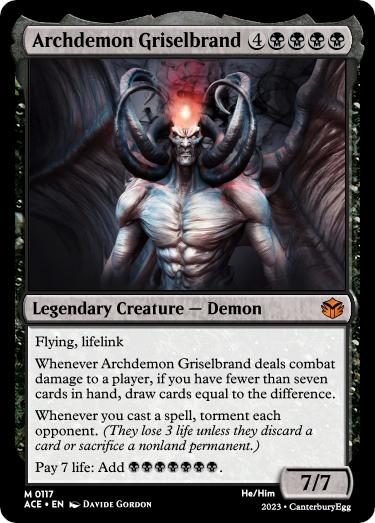 Archdemon Griselbrand 4
Legendary Creature — Demon
Flying, lifelink
Whenever Archdemon Griselbrand deals combat
damage to a player, if you have fewer than seven
cards in hand, draw cards equal to the difference.
Whenever you cast a spell, torment each
opponent. (They lose 3 life unless they discard a
card or sacrifice a nonland permanent.)
Pay 7 life: Add .
7/7
M 0117
He/Him
ACE • EN Davide Gordon
2023 • CanterburyEgg